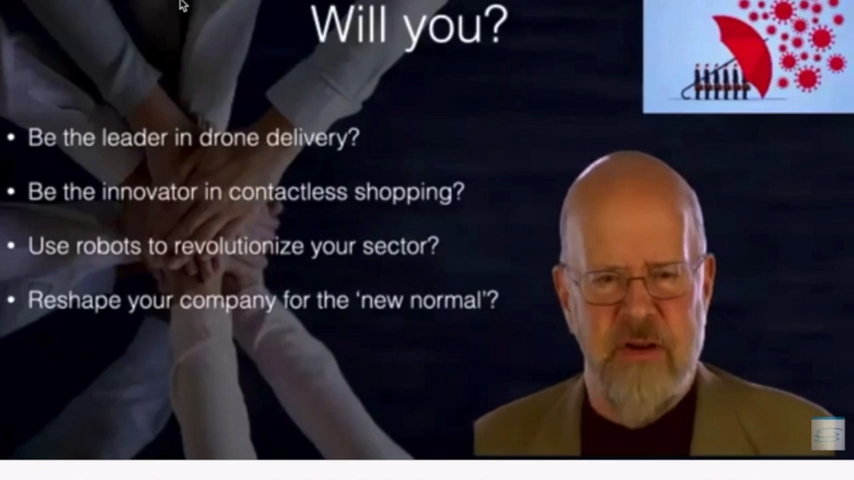 Will you?
• Be the leader in drone delivery?
• Be the innovator in contactless shopping?
• Use robots to revolutionize your sector?
• Reshape your company for the ‘new normal’?